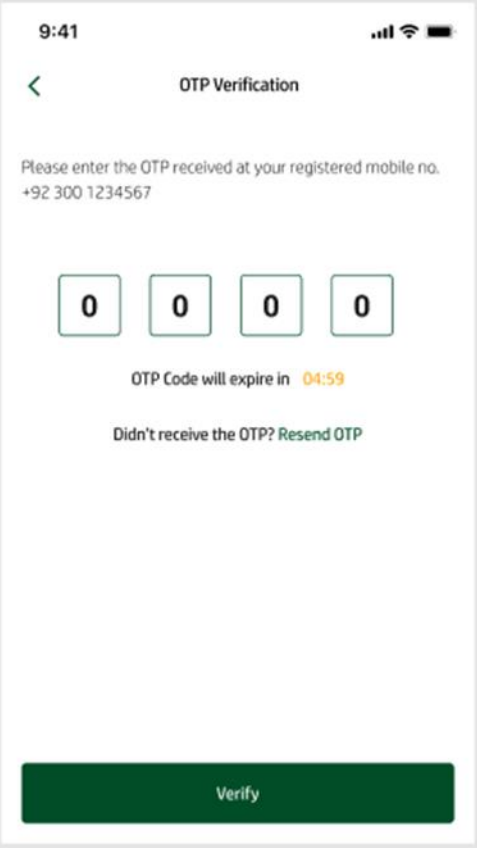 9:41
OTP Verification
Please enter the OTP received at your registered mobile no.
+92 300 1234567
0 0 0 0
OTP Code will expire in 04:59
Didn't receive the OTP? Resend OTP
Verify